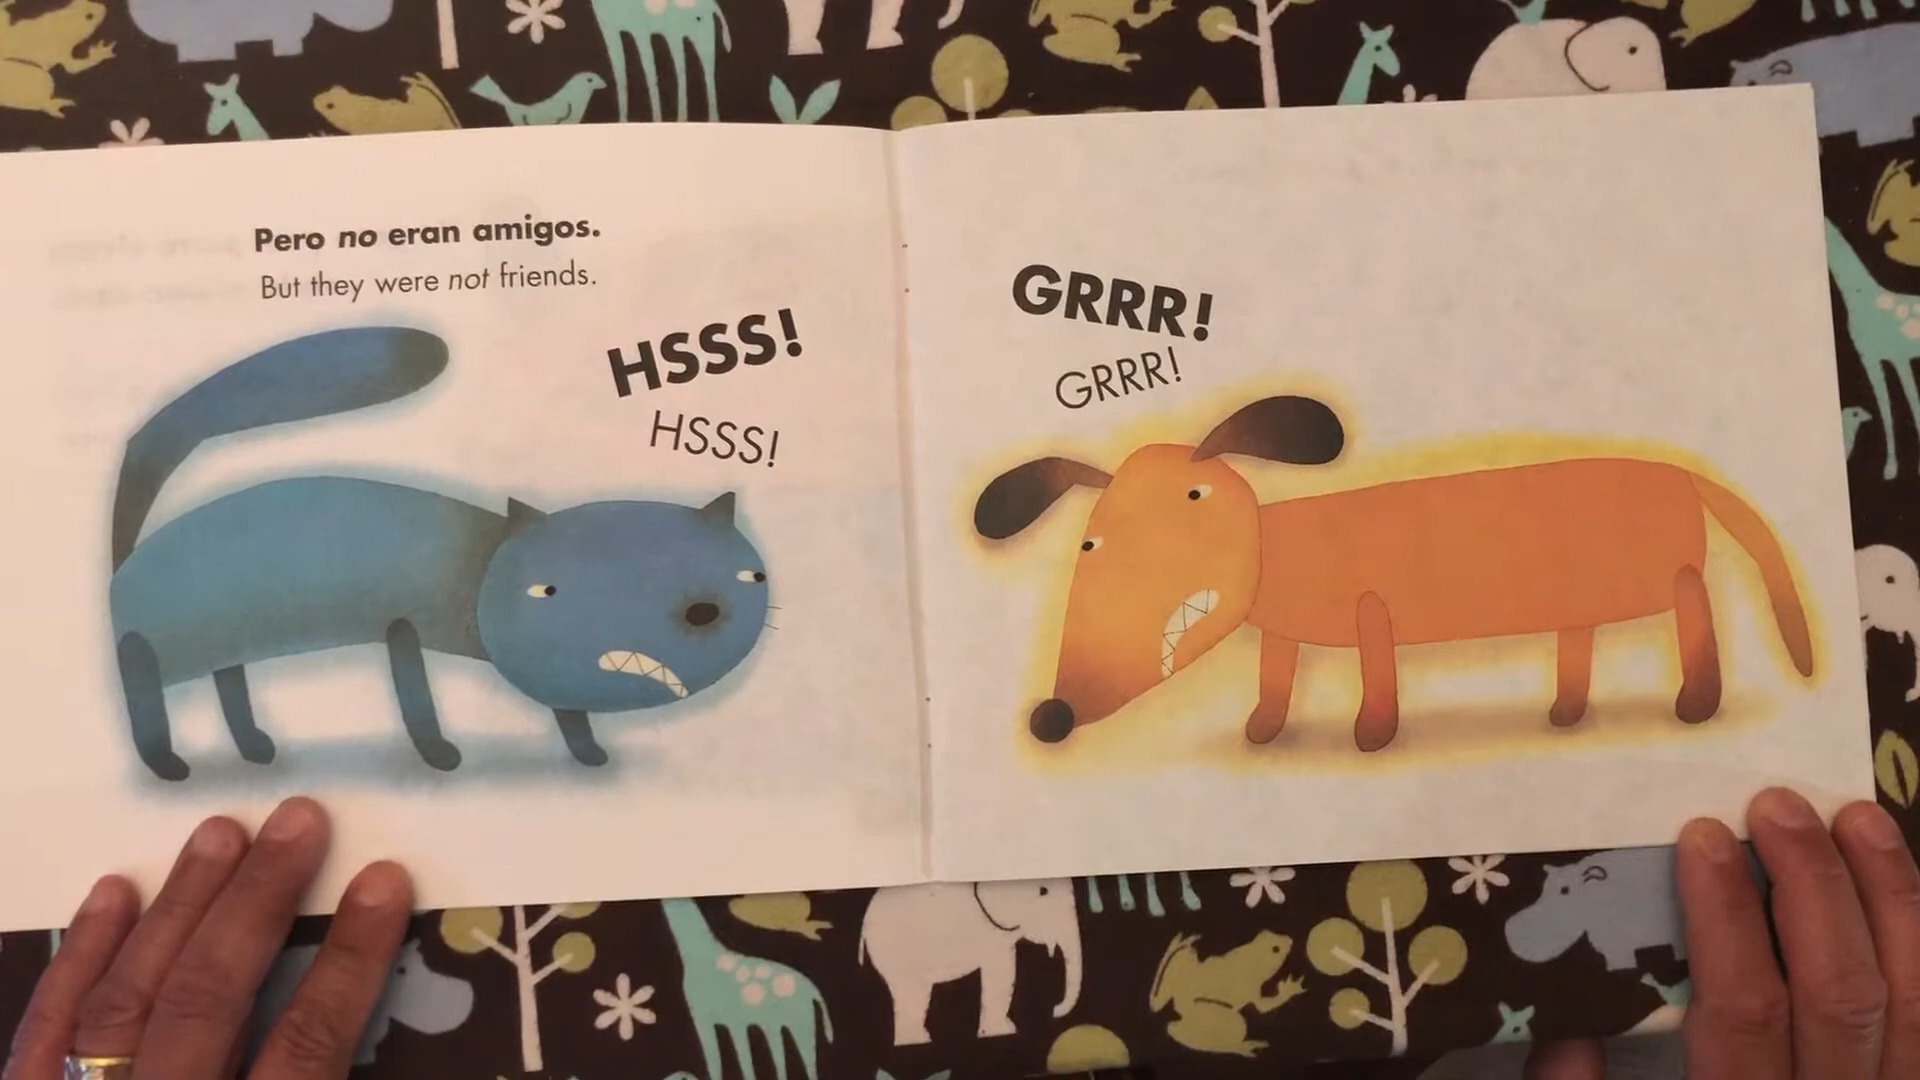 Pero no eran amigos.
But they were not friends.
HSSS!
HSSS!
GRRR!
GRRR!